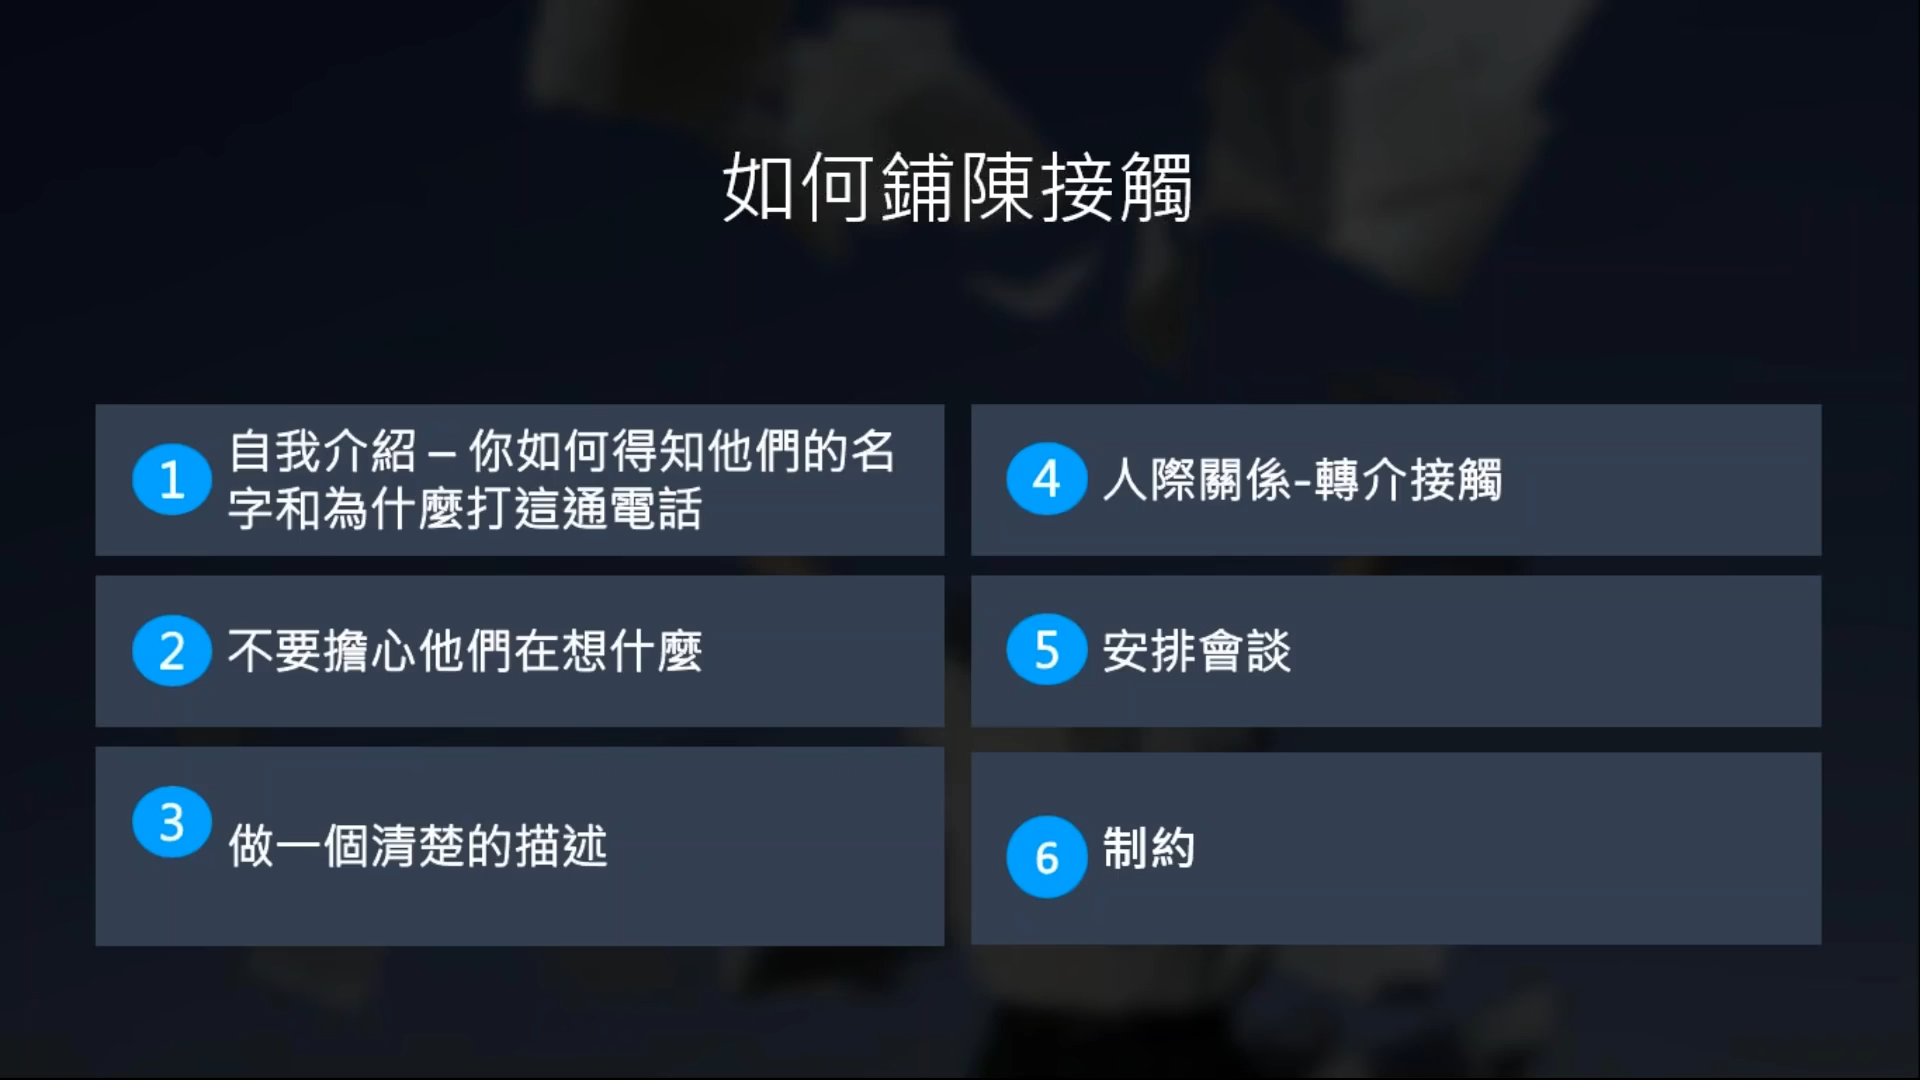 如何鋪陳接觸
1
自我介紹 – 你如何得知他們的名
字和為什麼打這通電話
2
不要擔心他們在想什麼
3
做一個清楚的描述
4
人際關係-轉介接觸
5
安排會談
6
制約